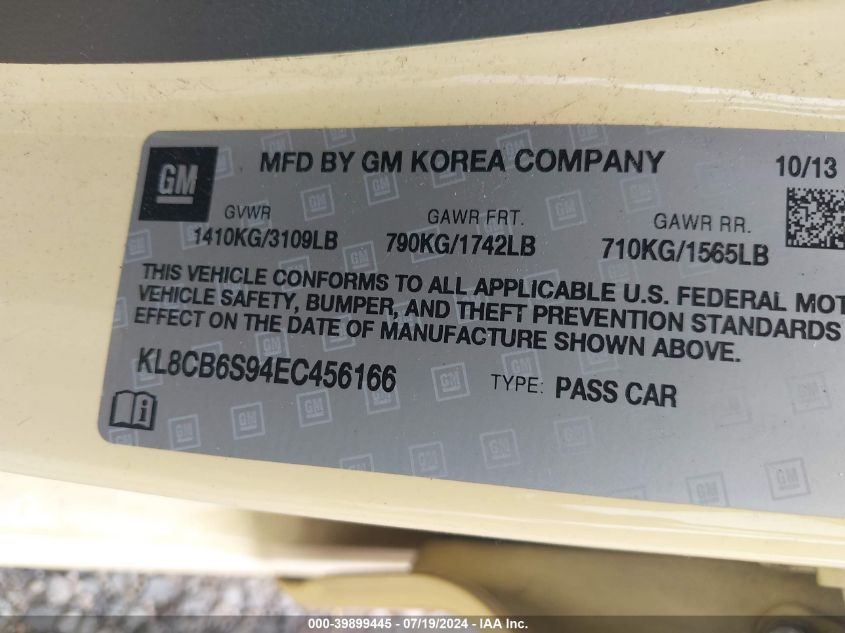 GM
MFD BY GM KOREA COMPANY 10/13
GVWR GAWR FRT. GAWR RR.
1410KG/3109LB 790KG/1742LB 710KG/1565LB
THIS VEHICLE CONFORMS TO ALL APPLICABLE U.S. FEDERAL MOT
VEHICLE SAFETY, BUMPER, AND THEFT PREVENTION STANDARDS
EFFECT ON THE DATE OF MANUFACTURE SHOWN ABOVE.
KL8CB6S94EC456166 TYPE: PASS CAR
000-39899445 - 07/19/2024 - IAA Inc.